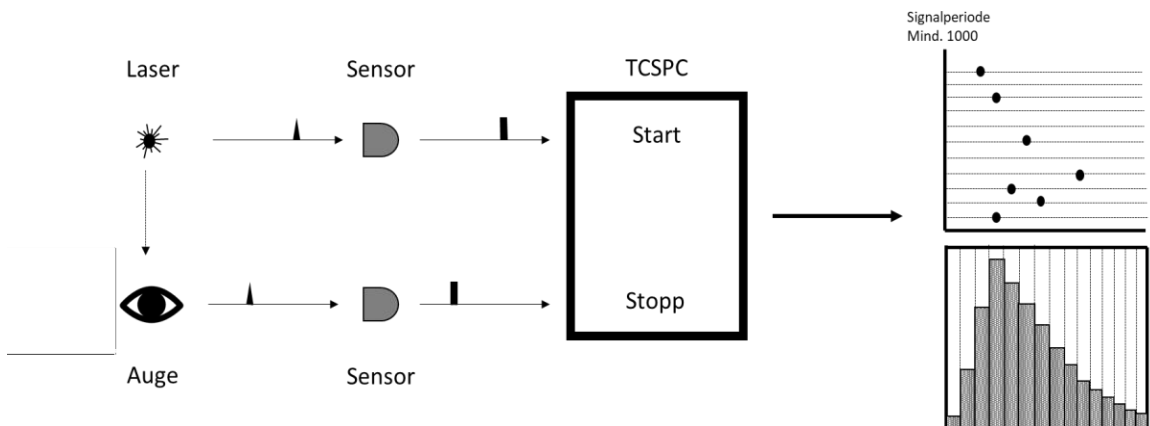 Signalperiode
Mind. 1000
Laser
Sensor
TCSPC
Start
Stopp
Auge
Sensor